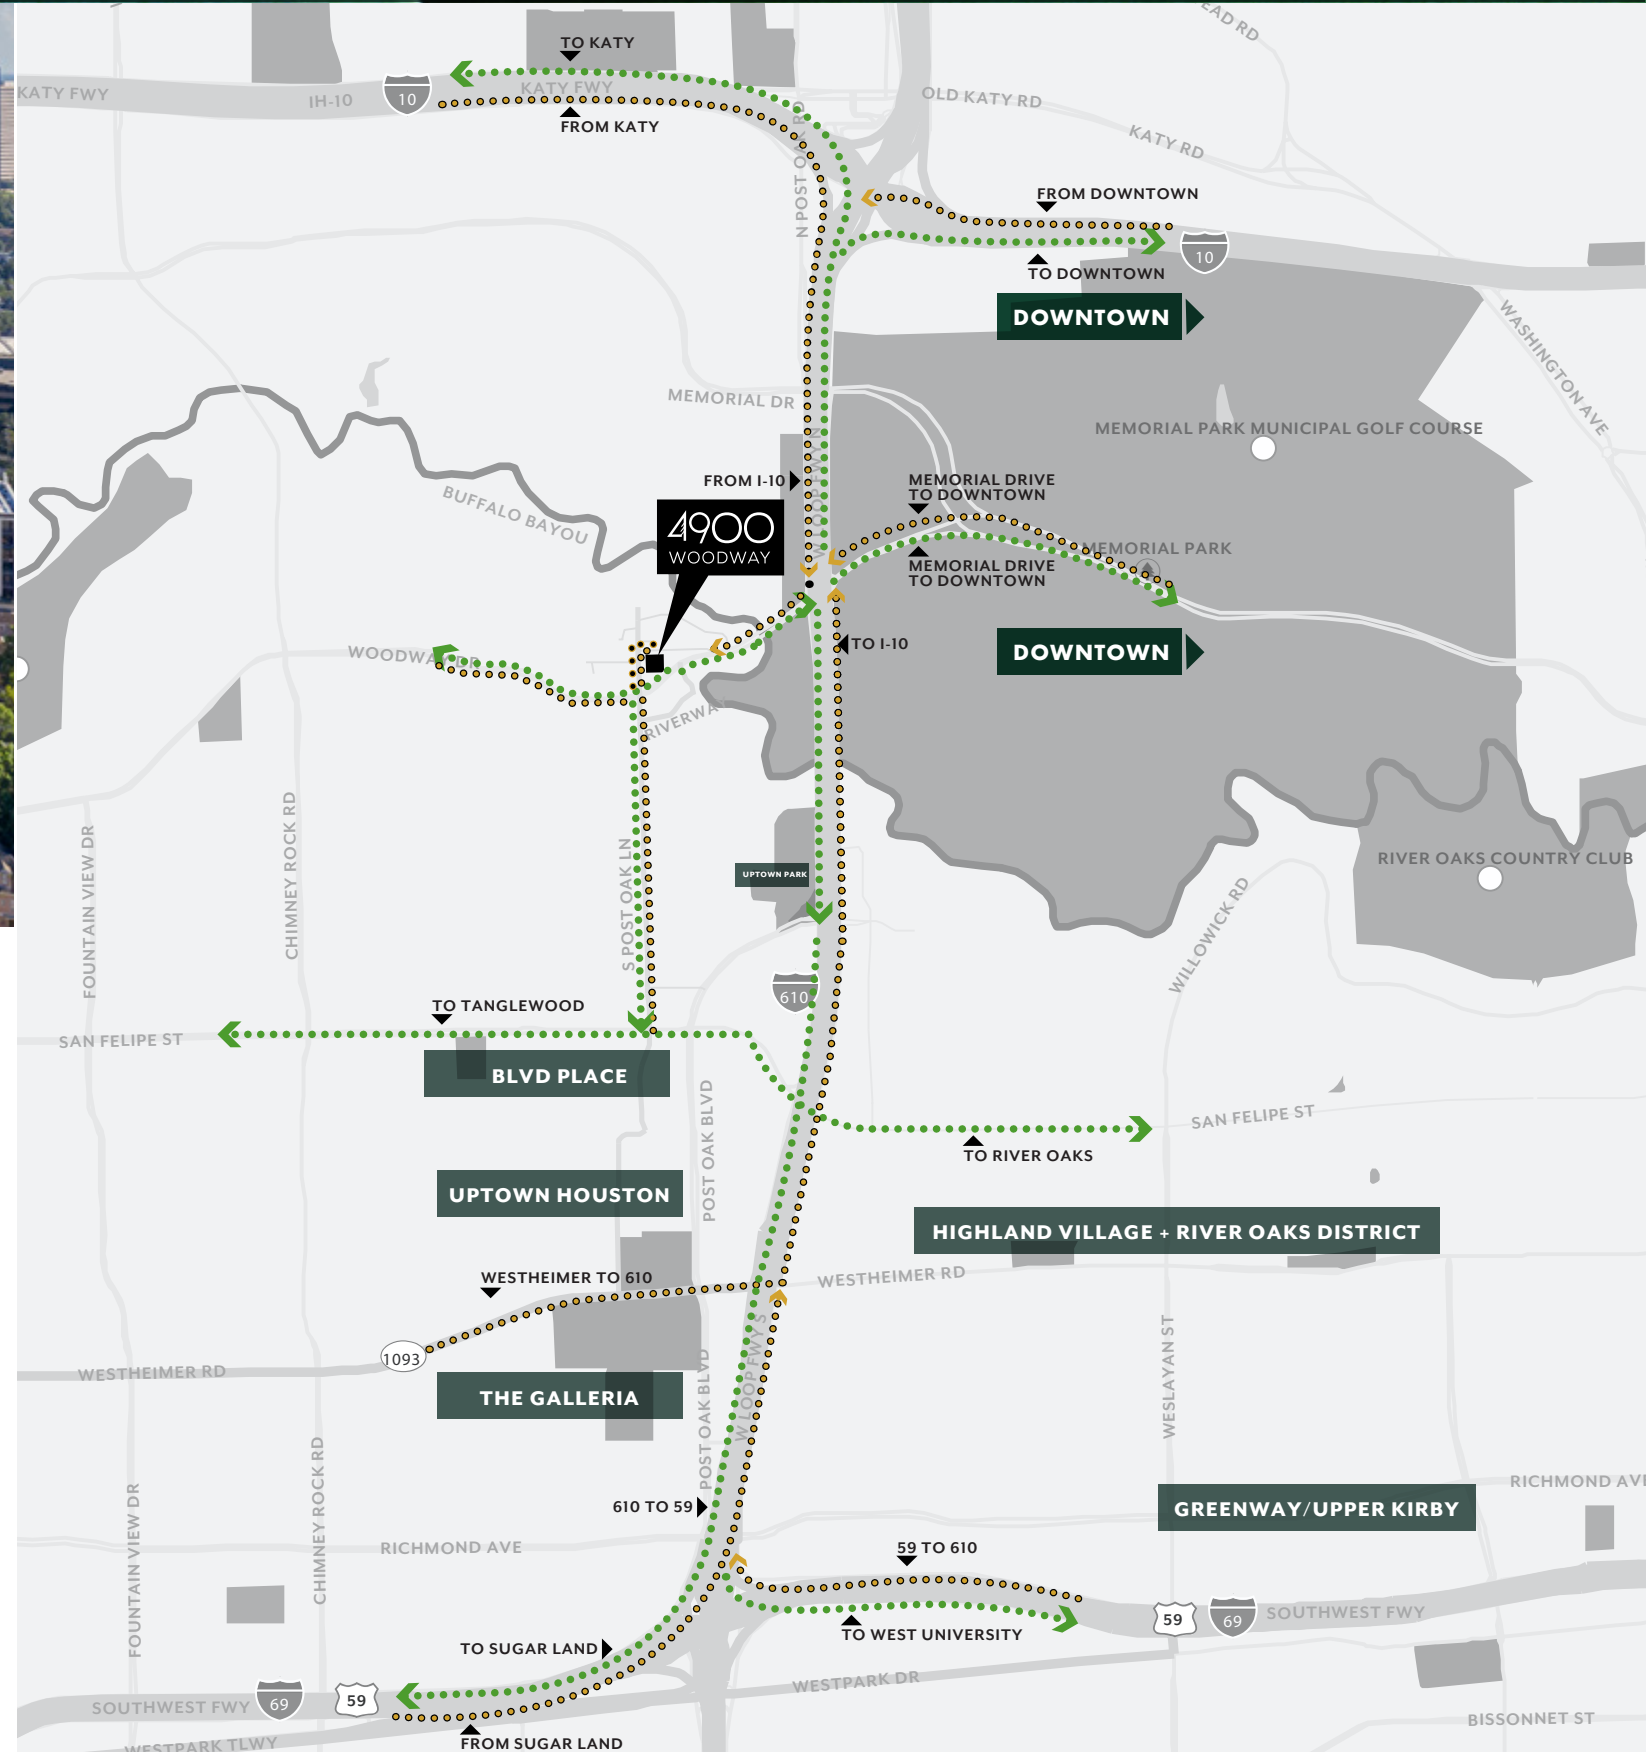 TO KATY
KATY FWY
IH-10
10
KATY FWY
FROM KATY
OLD KATY RD
KATY RD
EAD RD
N POST OAK RD
FROM DOWNTOWN
10
TO DOWNTOWN
DOWNTOWN
WASHINGTON AVE
MEMORIAL DR
MEMORIAL PARK MUNICIPAL GOLF COURSE
FROM I-10
MEMORIAL DRIVE
TO DOWNTOWN
BUFFALO BAYOU
4900
WOODWAY
MEMORIAL PARK
MEMORIAL DRIVE
TO DOWNTOWN
TO I-10
DOWNTOWN
WOODWAY DR
RIVERWAY
FOUNTAIN VIEW DR
CHIMNEY ROCK RD
S POST OAK LN
UPTOWN PARK
RIVER OAKS COUNTRY CLUB
WILLOWICK RD
610
TO TANGLEWOOD
SAN FELIPE ST
BLVD PLACE
POST OAK BLVD
SAN FELIPE ST
TO RIVER OAKS
UPTOWN HOUSTON
HIGHLAND VILLAGE + RIVER OAKS DISTRICT
WESTHEIMER TO 610
WESTHEIMER RD
1093
WESTHEIMER RD
THE GALLERIA
POST OAK BLVD
W LOOP FWY S
WESLAYAN ST
FOUNTAIN VIEW DR
CHIMNEY ROCK RD
610 TO 59
RICHMOND AVE
GREENWAY/UPPER KIRBY
RICHMOND AVE
59 TO 610
59
69
SOUTHWEST FWY
TO WEST UNIVERSITY
TO SUGAR LAND
WESTPARK DR
SOUTHWEST FWY
69
59
BISSONNET ST
WESTPARK TLWY
FROM SUGAR LAND